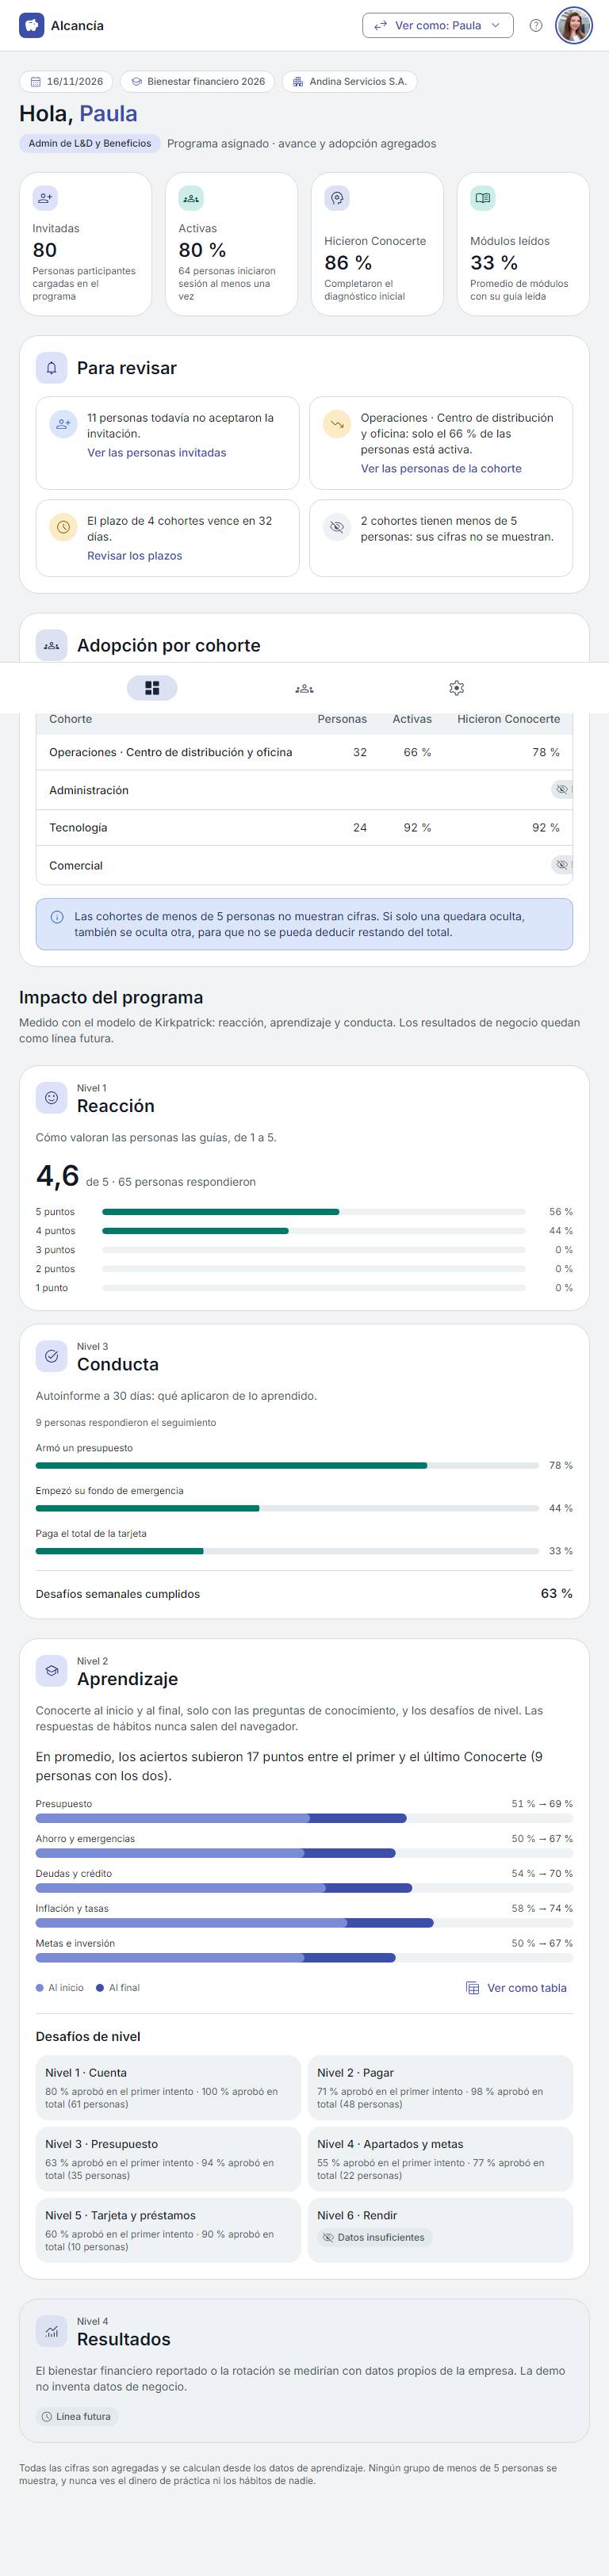 Alcancía
Ver como: Paula
16/11/2026
Bienestar financiero 2026
Andina Servicios S.A.
Hola, Paula
Admin de L&D y Beneficios
Programa asignado · avance y adopción agregados
Invitadas
80
Personas participantes
cargadas en el
programa
Activas
80 %
64 personas iniciaron
sesión al menos una
vez
Hicieron Conocerte
86 %
Completaron el
diagnóstico inicial
Módulos leídos
33 %
Promedio de módulos
con su guía leída
Para revisar
11 personas todavía no aceptaron la
invitación.
Ver las personas invitadas
Operaciones · Centro de distribución
y oficina: solo el 66 % de las
personas está activa.
Ver las personas de la cohorte
El plazo de 4 cohortes vence en 32
días.
Revisar los plazos
2 cohortes tienen menos de 5
personas: sus cifras no se muestran.
Adopción por cohorte
Cohorte Personas Activas Hicieron Conocerte
Operaciones · Centro de distribución y oficina 32 66 % 78 %
Administración
Tecnología 24 92 % 92 %
Comercial
Las cohortes de menos de 5 personas no muestran cifras. Si solo una quedara oculta,
también se oculta otra, para que no se pueda deducir restando del total.
Impacto del programa
Medido con el modelo de Kirkpatrick: reacción, aprendizaje y conducta. Los resultados de negocio quedan
como línea futura.
Nivel 1
Reacción
Cómo valoran las personas las guías, de 1 a 5.
4,6 de 5 · 65 personas respondieron
5 puntos 56 %
4 puntos 44 %
3 puntos 0 %
2 puntos 0 %
1 punto 0 %
Nivel 3
Conducta
Autoinforme a 30 días: qué aplicaron de lo aprendido.
9 personas respondieron el seguimiento
Armó un presupuesto
78 %
Empezó su fondo de emergencia
44 %
Paga el total de la tarjeta
33 %
Desafíos semanales cumplidos 63 %
Nivel 2
Aprendizaje
Conocerte al inicio y al final, solo con las preguntas de conocimiento, y los desafíos de nivel. Las
respuestas de hábitos nunca salen del navegador.
En promedio, los aciertos subieron 17 puntos entre el primer y el último Conocerte (9
personas con los dos).
Presupuesto 51 % → 69 %
Ahorro y emergencias 50 % → 67 %
Deudas y crédito 54 % → 70 %
Inflación y tasas 58 % → 74 %
Metas e inversión 50 % → 67 %
Al inicio Al final Ver como tabla
Desafíos de nivel
Nivel 1 · Cuenta
80 % aprobó en el primer intento · 100 % aprobó en
total (61 personas)
Nivel 2 · Pagar
71 % aprobó en el primer intento · 98 % aprobó en
total (48 personas)
Nivel 3 · Presupuesto
63 % aprobó en el primer intento · 94 % aprobó en
total (35 personas)
Nivel 4 · Apartados y metas
55 % aprobó en el primer intento · 77 % aprobó en
total (22 personas)
Nivel 5 · Tarjeta y préstamos
60 % aprobó en el primer intento · 90 % aprobó en
total (10 personas)
Nivel 6 · Rendir
Datos insuficientes
Nivel 4
Resultados
El bienestar financiero reportado o la rotación se medirían con datos propios de la empresa. La demo
no inventa datos de negocio.
Línea futura
Todas las cifras son agregadas y se calculan desde los datos de aprendizaje. Ningún grupo de menos de 5 personas se
muestra, y nunca ves el dinero de práctica ni los hábitos de nadie.